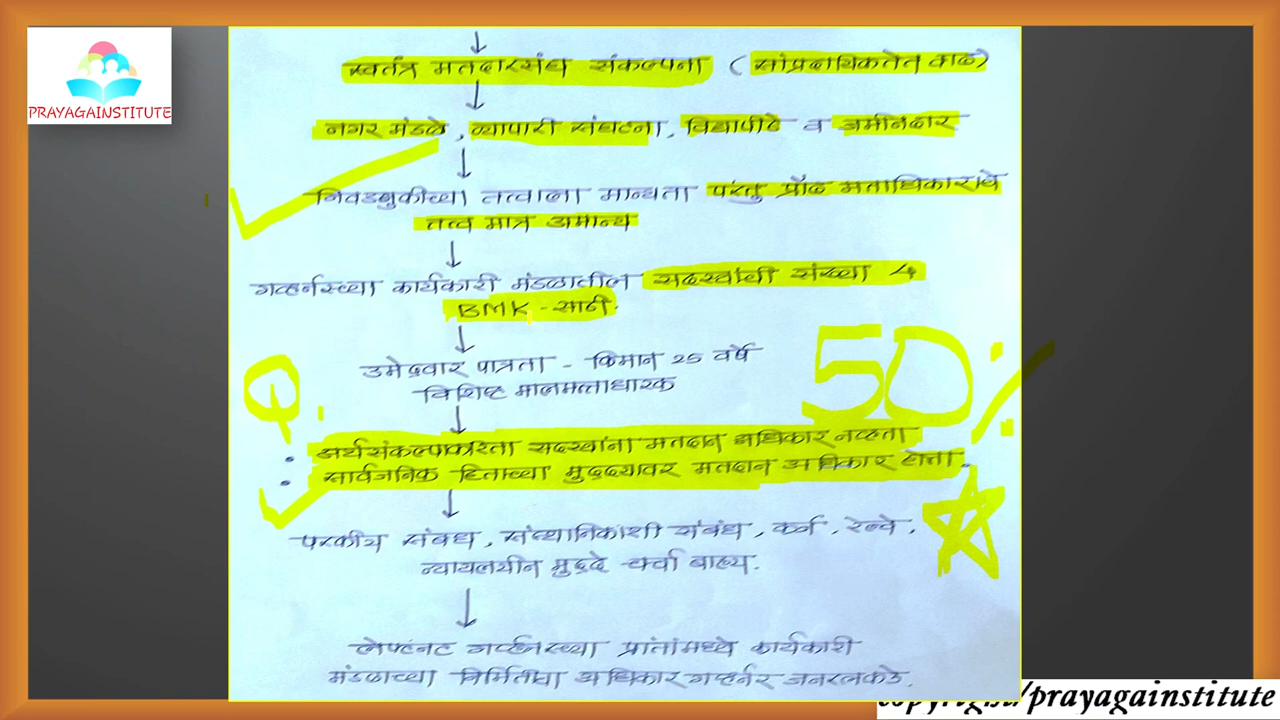 PRAYAGAINSTITUTE
स्वतंत्र मतदारसंघ संकल्पना (सांप्रदायिकतेत वाढ)
नगर मंडळे, व्यापारी संघटना, विद्यापीठे व जमीनदार
निवडणुकीच्या तत्त्वाला मान्यता परंतु प्रौढ मताधिकाराचे
तत्त्व मात्र अमान्य
गव्हर्नरच्या कार्यकारी मंडळातील सदस्यांची संख्या 4
BMK - साठी.
उमेदवार पात्रता - किमान 25 वर्षे
विशिष्ट मालमत्ताधारक
50%
Q.
• अर्थसंकल्पाकरिता सदस्यांना मतदान अधिकार नव्हता
• सार्वजनिक हिताच्या मुद्दयावर मतदान अधिकार होता.
परकीय संबंध, संस्थानिकाशी संबंध, कर्ज, रेल्वे,
न्यायलयीन मुद्दे चर्चा बाह्य.
लेफ्टनंट गव्हर्नरच्या प्रांतांमध्ये कार्यकारी
मंडळाच्या निर्मितीचा अधिकार गव्हर्नर जनरलकडे.
copyright/prayagainstitute